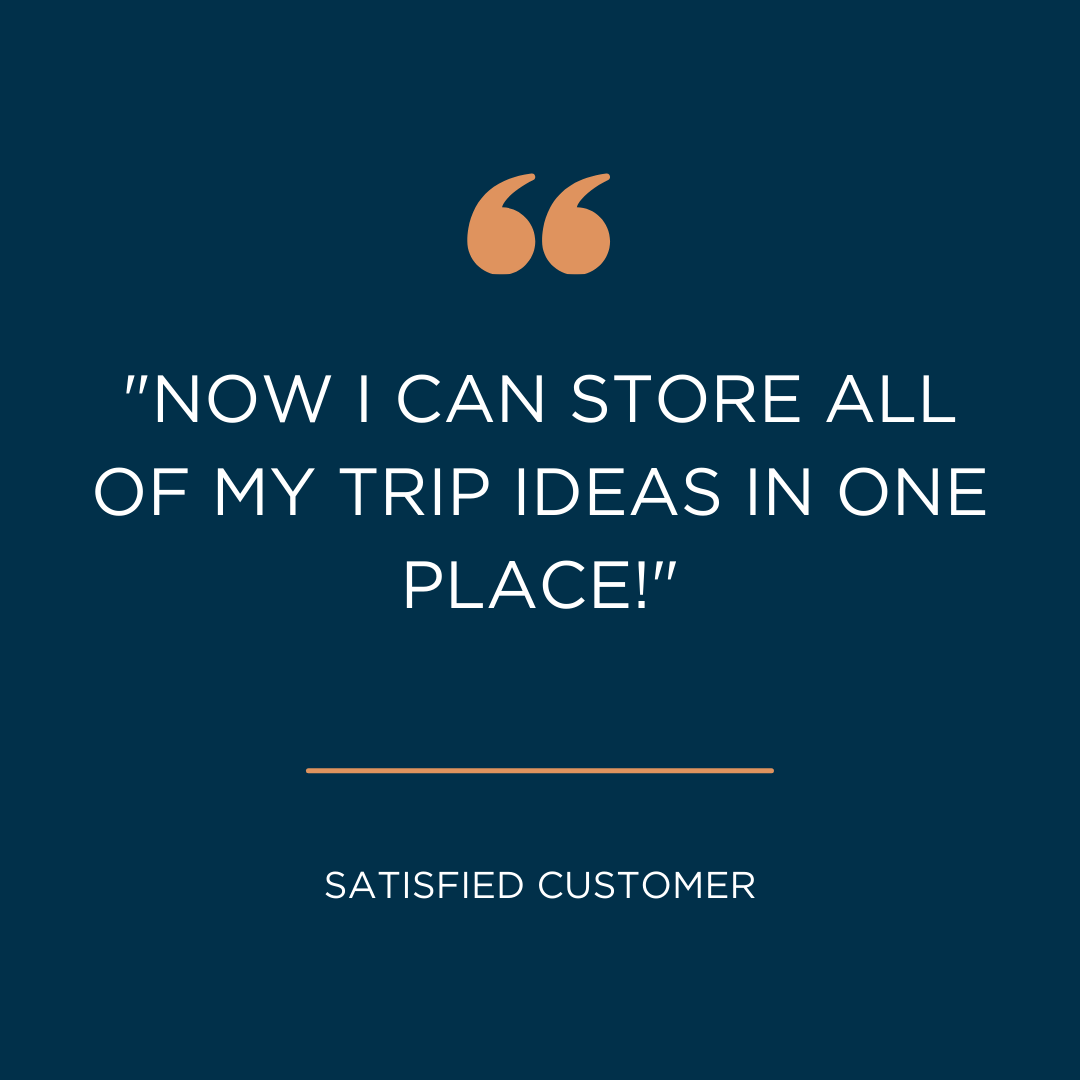 "NOW I CAN STORE ALL
OF MY TRIP IDEAS IN ONE
PLACE!"
SATISFIED CUSTOMER